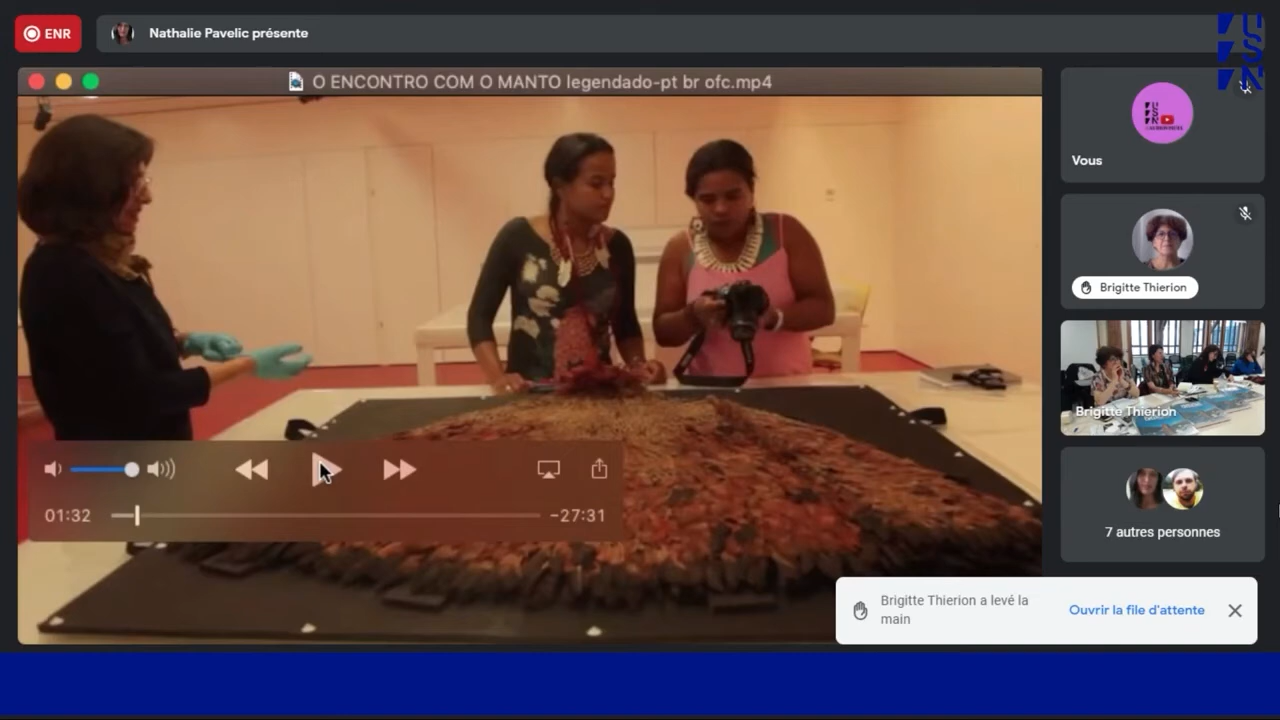 ENR
Nathalie Pavelic présente
O ENCONTRO COM O MANTO legendado-pt br ofc.mp4
Vous
Brigitte Thierion
Brigitte Thierion
7 autres personnes
01:32
-27:31
Brigitte Thierion a levé la
main
Ouvrir la file d'attente
USN